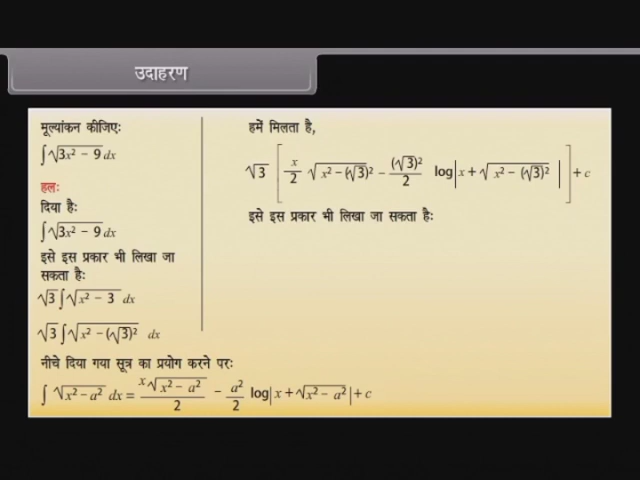 उदाहरण
मूल्यांकन कीजिए:
∫√3x² − 9 dx
हल:
दिया है:
∫√3x² − 9 dx
इसे इस प्रकार भी लिखा जा
सकता है:
√3 ∫√x² − 3 dx
√3 ∫√x² − (√3)² dx
नीचे दिया गया सूत्र का प्रयोग करने पर:
∫ √x² − a² dx = x√x² − a² / 2 − a²/2 log|x + √x² − a²| + c
हमें मिलता है,
√3 [x/2 √x² − (√3)² − (√3)²/2 log|x + √x² − (√3)²|] + c
इसे इस प्रकार भी लिखा जा सकता है: